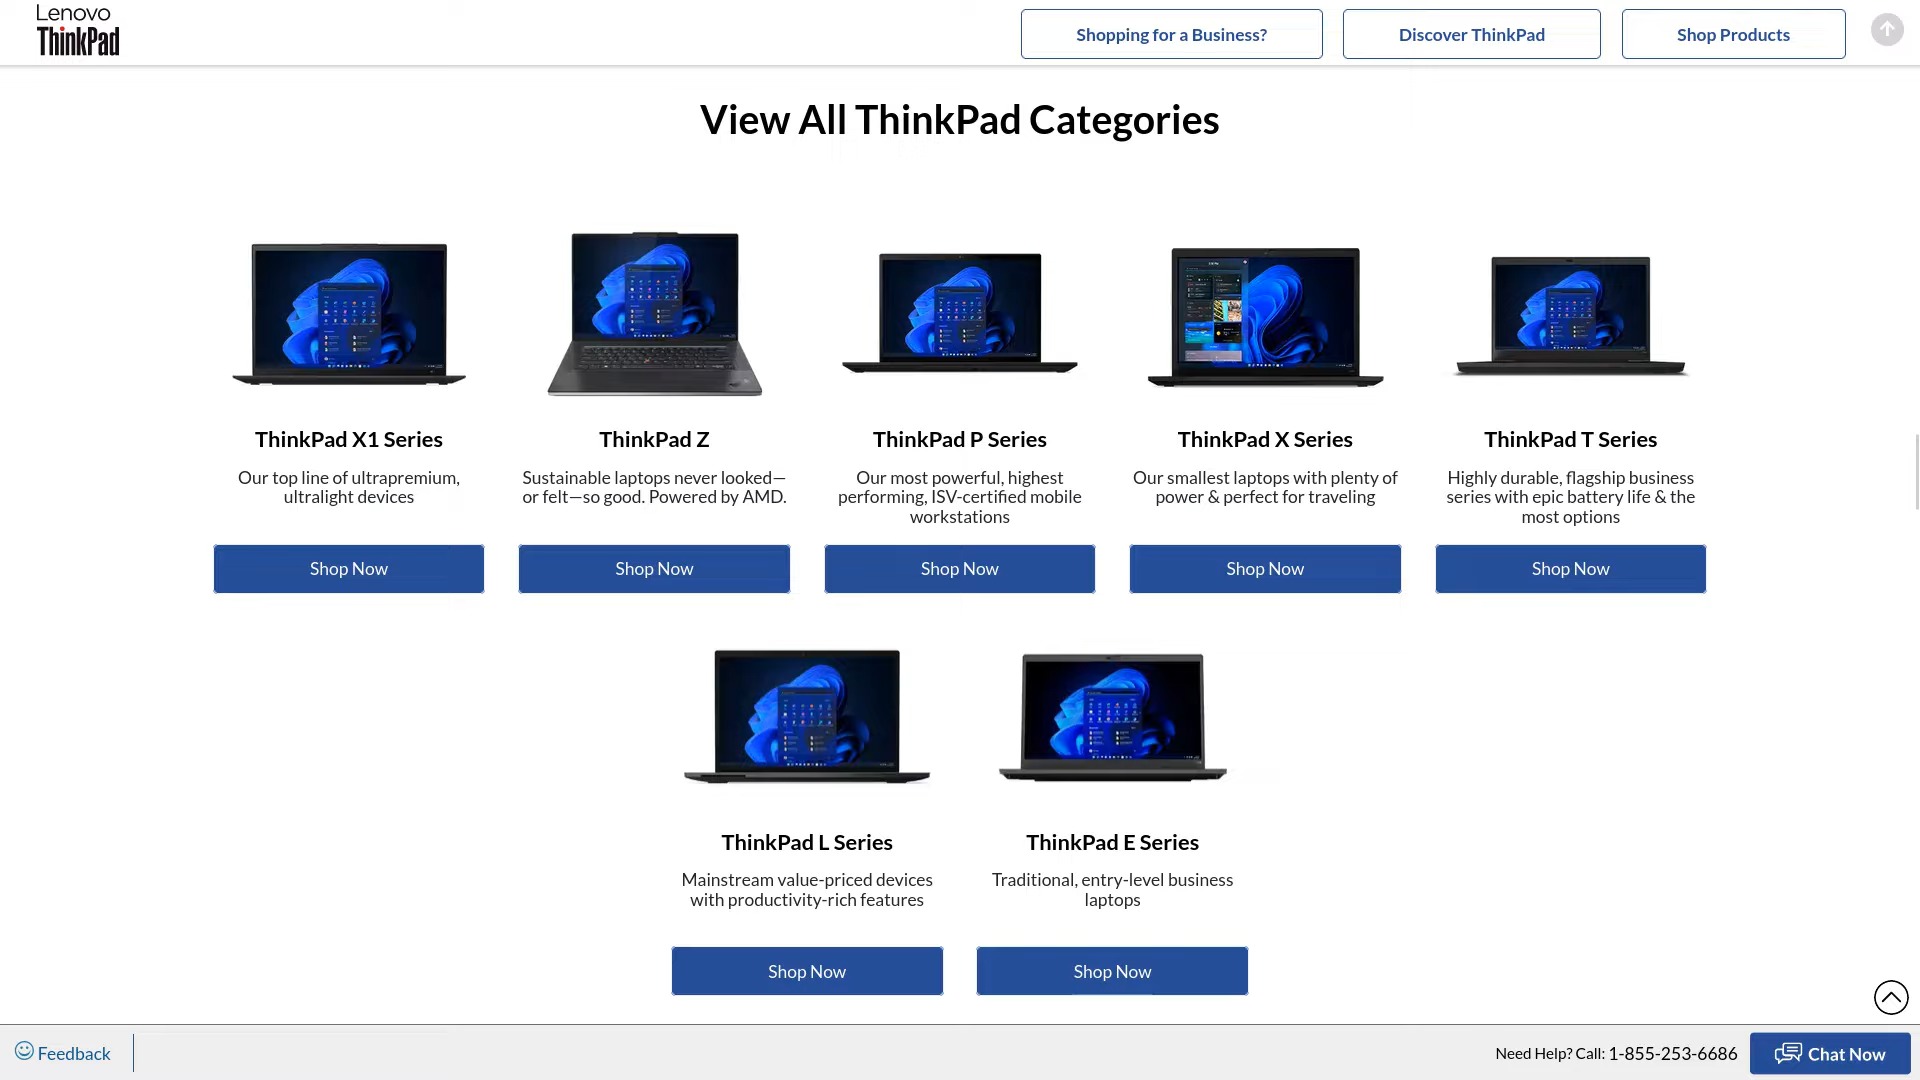 Lenovo
ThinkPad
Shopping for a Business?
Discover ThinkPad
Shop Products
View All ThinkPad Categories
ThinkPad X1 Series
Our top line of ultrapremium,
ultralight devices
Shop Now
ThinkPad Z
Sustainable laptops never looked—
or felt—so good. Powered by AMD.
Shop Now
ThinkPad P Series
Our most powerful, highest
performing, ISV-certified mobile
workstations
Shop Now
ThinkPad X Series
Our smallest laptops with plenty of
power & perfect for traveling
Shop Now
ThinkPad T Series
Highly durable, flagship business
series with epic battery life & the
most options
Shop Now
ThinkPad L Series
Mainstream value-priced devices
with productivity-rich features
Shop Now
ThinkPad E Series
Traditional, entry-level business
laptops
Shop Now
Feedback
Need Help? Call: 1-855-253-6686
Chat Now